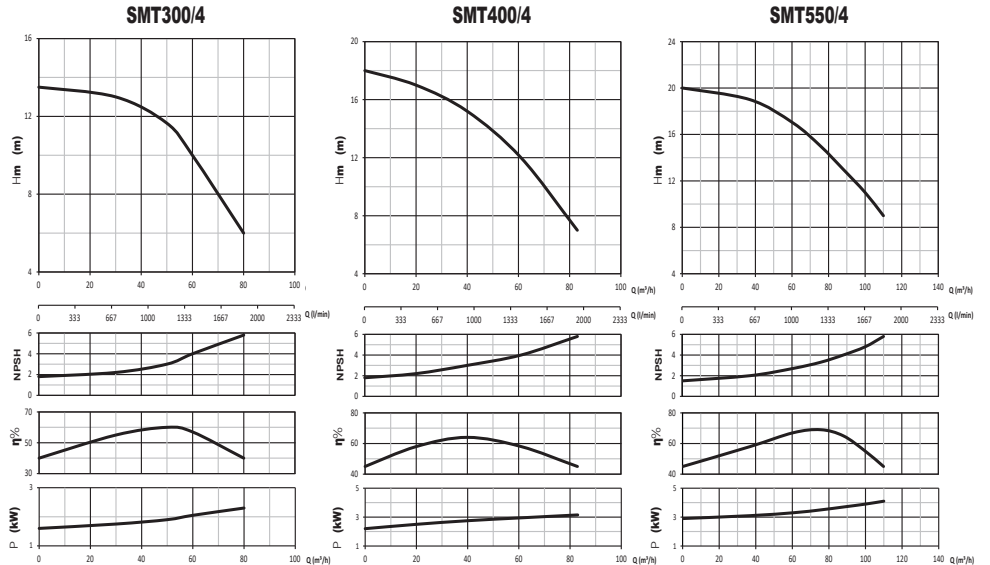 SMT300/4
16
12
8
4
Hm (m)
0 20 40 60 80 100
0 333 667 1000 1333 1667 2000 2333 Q (l/min)
6
4
2
0
NPSH
70
50
30
η%
3
1
P (kW)
0 20 40 60 80 100 Q (m³/h)
SMT400/4
20
16
12
8
4
Hm (m)
0 20 40 60 80 100 Q (m³/h)
0 333 667 1000 1333 1667 2000 2333 Q (l/min)
6
4
2
0
NPSH
80
60
40
η%
5
3
1
P (kW)
0 20 40 60 80 100 Q (m³/h)
SMT550/4
24
20
16
12
8
4
Hm (m)
0 20 40 60 80 100 120 140 Q (m³/h)
0 333 667 1000 1333 1667 2000 2333 Q (l/min)
6
4
2
0
NPSH
80
60
40
η%
5
3
1
P (kW)
0 20 40 60 80 100 120 140 Q (m³/h)